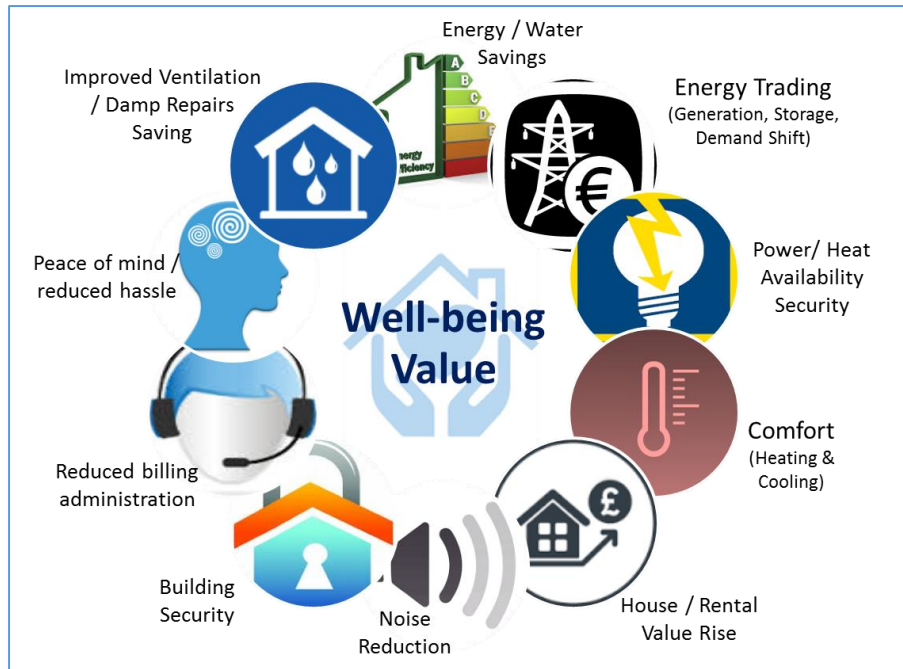 Energy / Water
Savings
Improved Ventilation
/ Damp Repairs
Saving
Energy Trading
(Generation, Storage,
Demand Shift)
A
B
C
D
E
nergy
fficiency
€
Peace of mind /
reduced hassle
Power/ Heat
Availability
Security
Well-being
Value
Comfort
(Heating &
Cooling)
Reduced billing
administration
£
Building
Security
Noise
Reduction
House / Rental
Value Rise